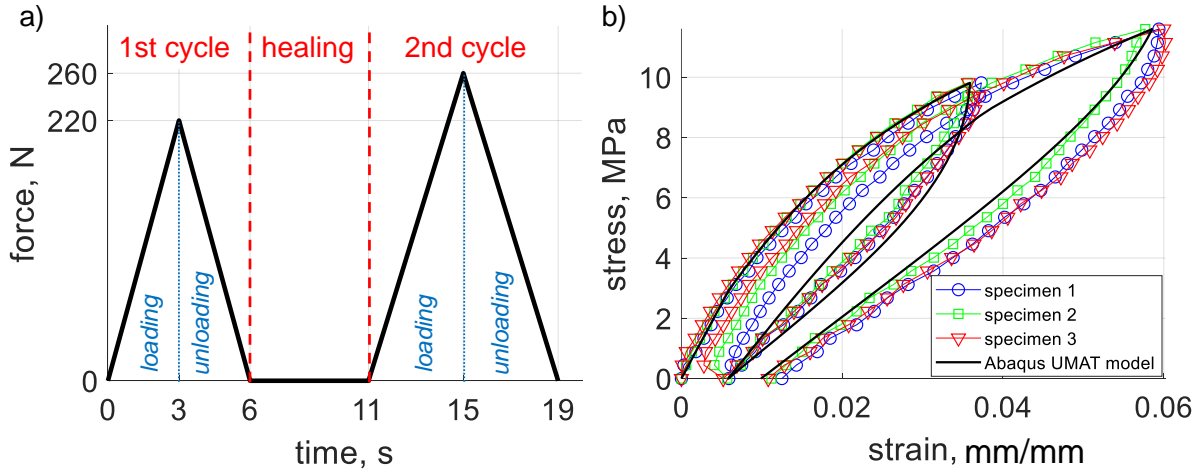 a)
1st cycle
healing
2nd cycle
260
220
0
force, N
loading
unloading
loading
unloading
0
3
6
11
15
19
time, s
b)
10
8
6
4
2
0
stress, MPa
specimen 1
specimen 2
specimen 3
Abaqus UMAT model
0
0.02
0.04
0.06
strain, mm/mm